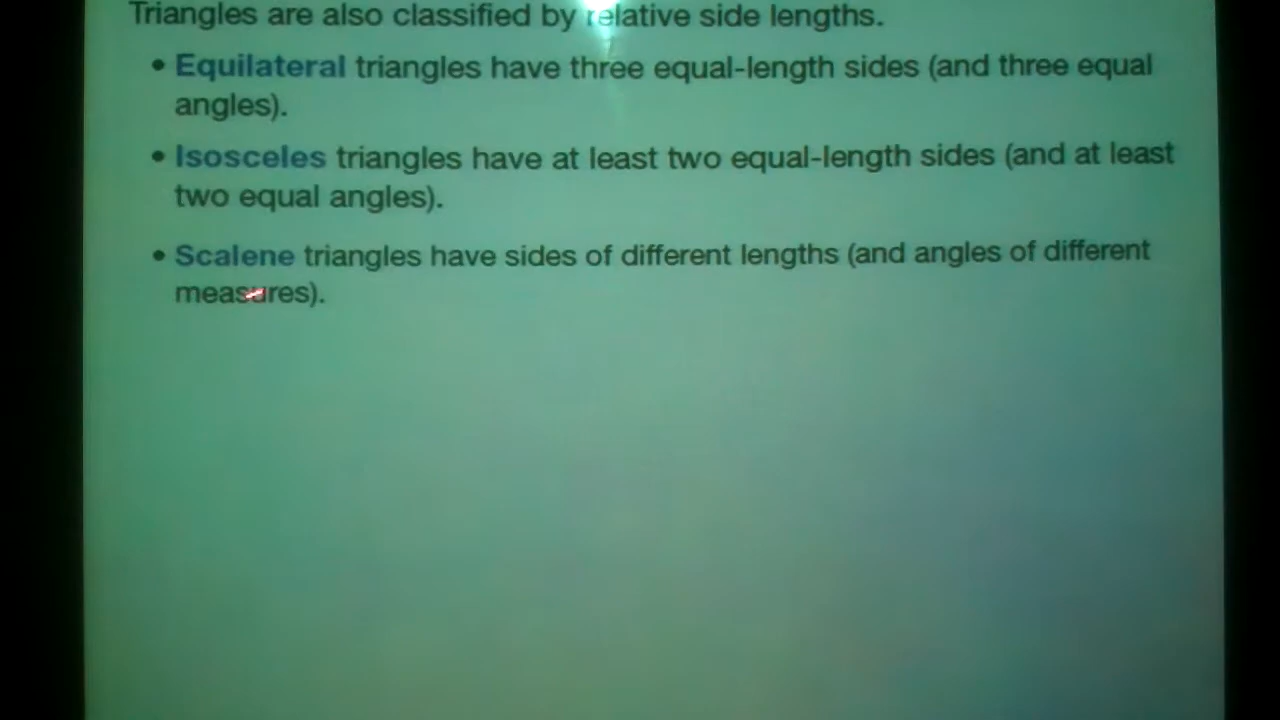 Triangles are also classified by relative side lengths.
• Equilateral triangles have three equal-length sides (and three equal
angles).
• Isosceles triangles have at least two equal-length sides (and at least
two equal angles).
• Scalene triangles have sides of different lengths (and angles of different
measures).